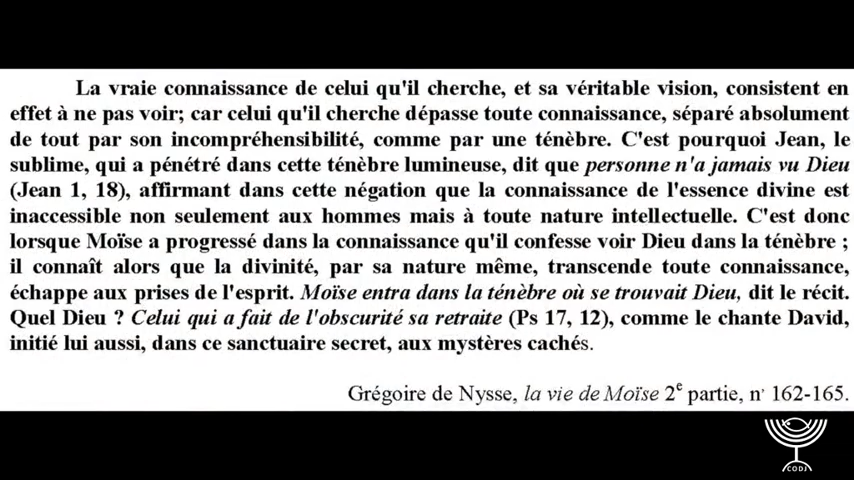 La vraie connaissance de celui qu'il cherche, et sa véritable vision, consistent en
effet à ne pas voir; car celui qu'il cherche dépasse toute connaissance, séparé absolument
de tout par son incompréhensibilité, comme par une ténèbre. C'est pourquoi Jean, le
sublime, qui a pénétré dans cette ténèbre lumineuse, dit que personne n'a jamais vu Dieu
(Jean 1, 18), affirmant dans cette négation que la connaissance de l'essence divine est
inaccessible non seulement aux hommes mais à toute nature intellectuelle. C'est donc
lorsque Moïse a progressé dans la connaissance qu'il confesse voir Dieu dans la ténèbre ;
il connaît alors que la divinité, par sa nature même, transcende toute connaissance,
échappe aux prises de l'esprit. Moïse entra dans la ténèbre où se trouvait Dieu, dit le récit.
Quel Dieu ? Celui qui a fait de l'obscurité sa retraite (Ps 17, 12), comme le chante David,
initié lui aussi, dans ce sanctuaire secret, aux mystères cachés.
Grégoire de Nysse, la vie de Moïse 2e partie, n° 162-165.
CODJ